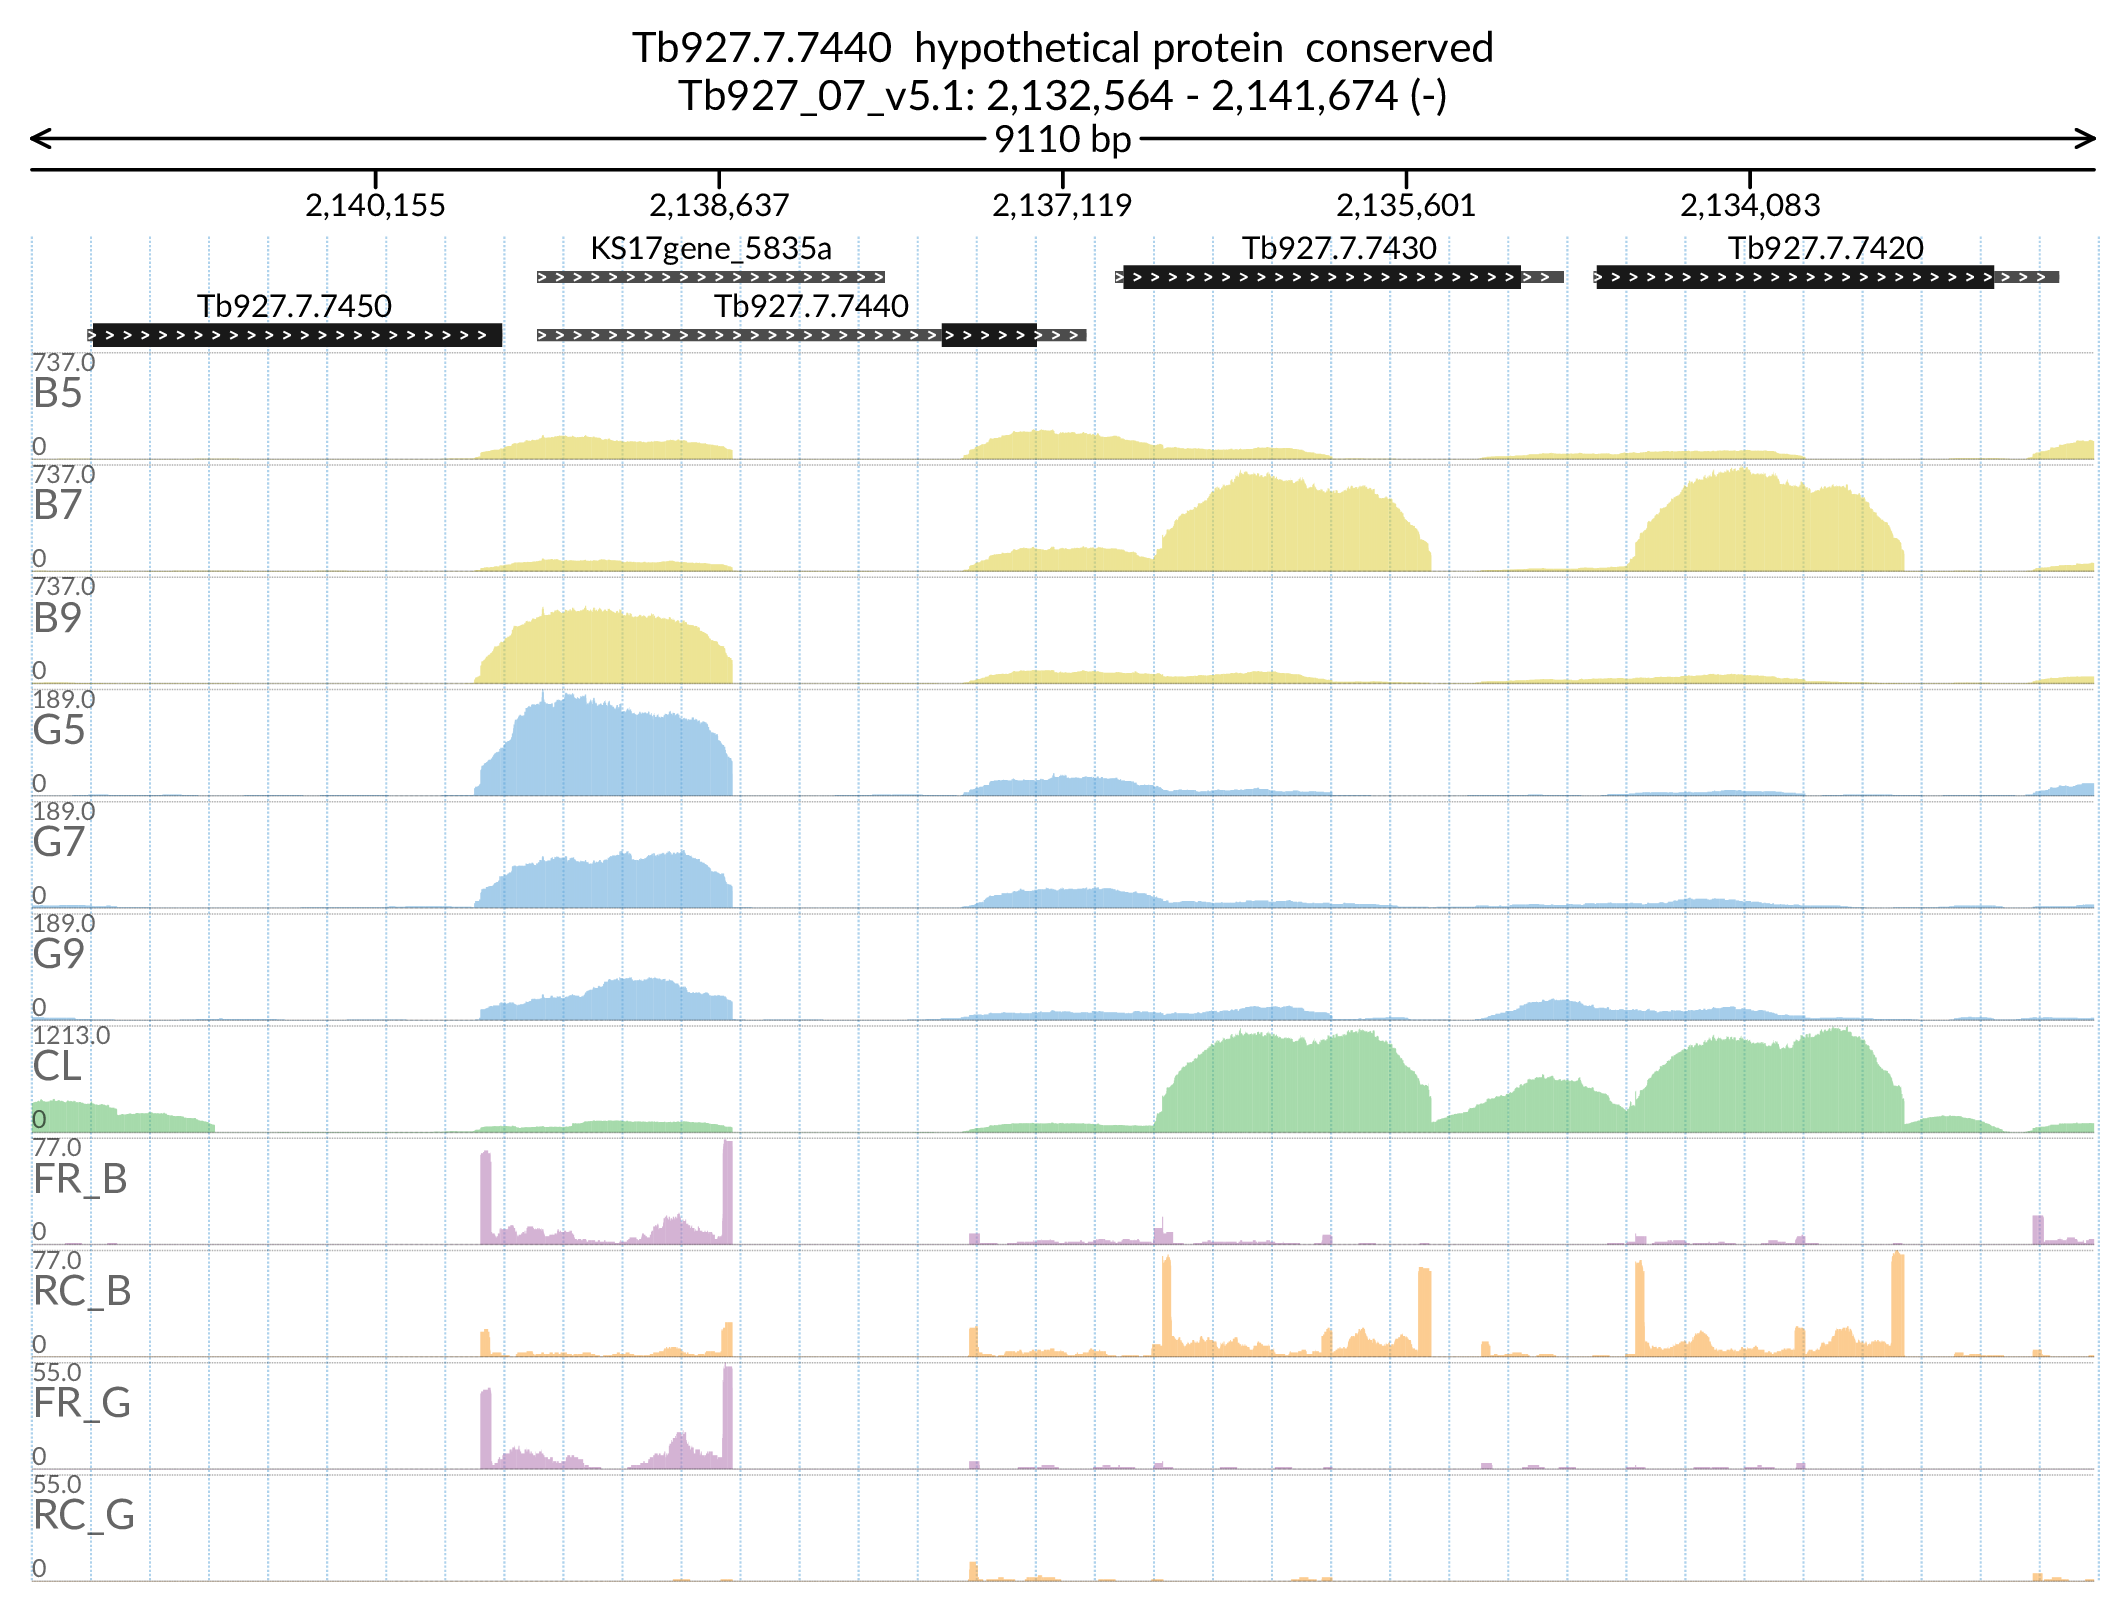 Tb927.7.7440  hypothetical protein  conserved
Tb927_07_v5.1: 2,132,564 - 2,141,674 (-)
9110 bp
2,140,155 2,138,637 2,137,119 2,135,601 2,134,083
KS17gene_5835a Tb927.7.7430 Tb927.7.7420
Tb927.7.7450 Tb927.7.7440
737.0
B5
0
737.0
B7
0
737.0
B9
0
189.0
G5
0
189.0
G7
0
189.0
G9
0
1213.0
CL
0
77.0
FR_B
0
77.0
RC_B
0
55.0
FR_G
0
55.0
RC_G
0